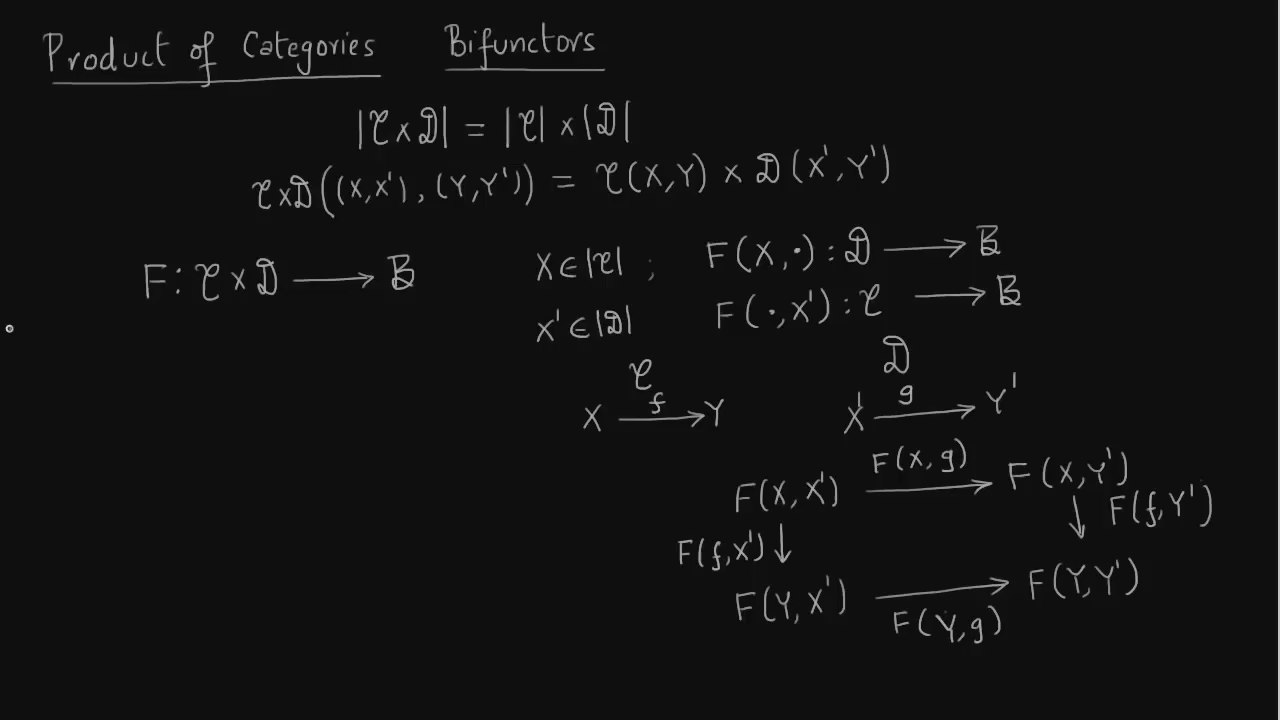 Product of Categories Bifunctors
|𝒞 × 𝔻| = |𝒞| × |𝔻|
𝒞×𝔻((X,X'), (Y,Y')) = 𝒞(X,Y) × 𝔻(X',Y')
F: 𝒞 × 𝔻 ⟶ 𝔹
X ∈ |𝒞| ; F(X, ·) : 𝔻 ⟶ 𝔹
X' ∈ |𝔻| F(·, X') : 𝒞 ⟶ 𝔹
𝒞 𝔻
f g
X ⟶ Y X' ⟶ Y'
F(X, g)
F(X, X') ⟶ F(X, Y')
F(f, X') ↓ ↓ F(f, Y')
F(Y, X') ⟶ F(Y, Y')
F(Y, g)